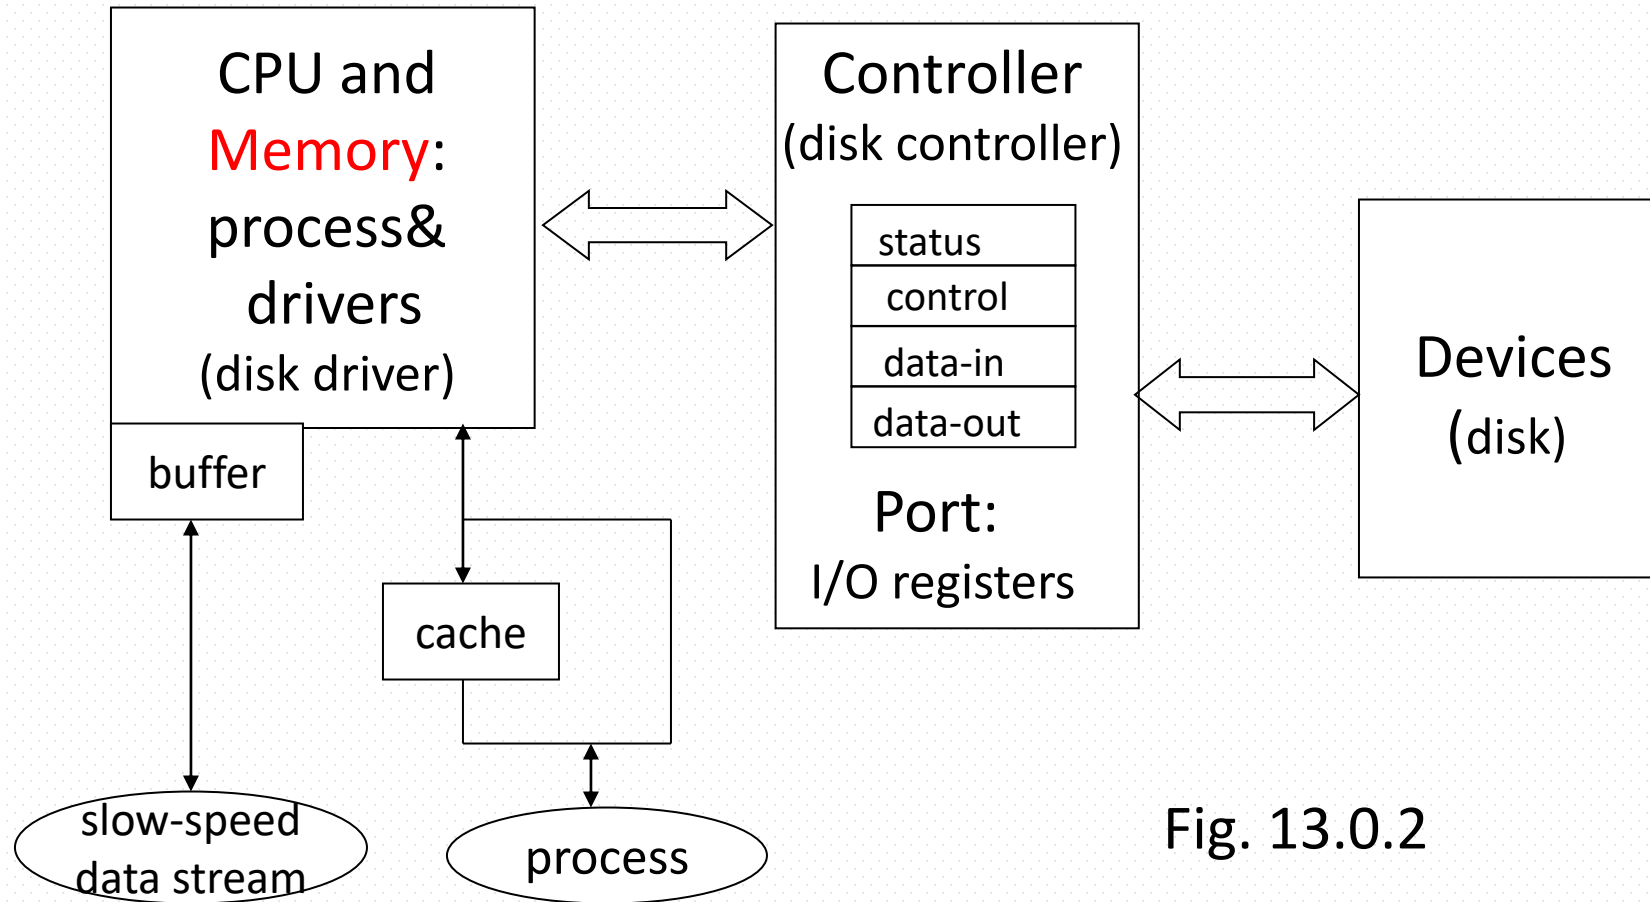 CPU and
Memory:
process&
drivers
(disk driver)
buffer
cache
slow-speed
data stream
process
Controller
(disk controller)
status
control
data-in
data-out
Port:
I/O registers
Devices
(disk)
Fig. 13.0.2